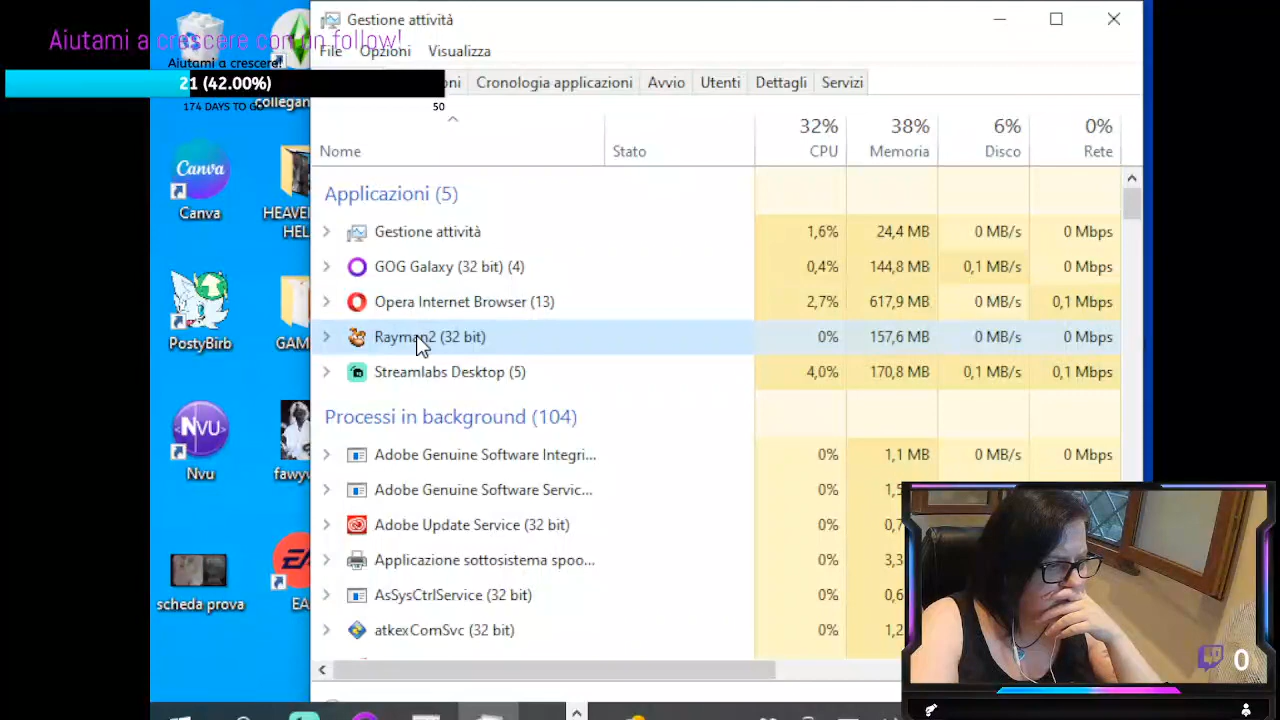 Gestione attività
Aiutami a crescere con un follow!
File Opzioni Visualizza
Aiutami a crescere!
21 (42.00%)
174 DAYS TO GO
50
Cronologia applicazioni Avvio Utenti Dettagli Servizi
32% 38% 6% 0%
Nome Stato CPU Memoria Disco Rete
Applicazioni (5)
Gestione attività 1,6% 24,4 MB 0 MB/s 0 Mbps
GOG Galaxy (32 bit) (4) 0,4% 144,8 MB 0,1 MB/s 0 Mbps
Opera Internet Browser (13) 2,7% 617,9 MB 0 MB/s 0,1 Mbps
Rayman2 (32 bit) 0% 157,6 MB 0 MB/s 0 Mbps
Streamlabs Desktop (5) 4,0% 170,8 MB 0,1 MB/s 0,1 Mbps
Processi in background (104)
Adobe Genuine Software Integri... 0% 1,1 MB 0 MB/s 0 Mbps
Adobe Genuine Software Servic... 0%
Adobe Update Service (32 bit) 0%
Applicazione sottosistema spoo... 0%
AsSysCtrlService (32 bit) 0%
atkexComSvc (32 bit) 0%
Canva
Canva
PostyBirb
NVU
Nvu
scheda prova
EA
0